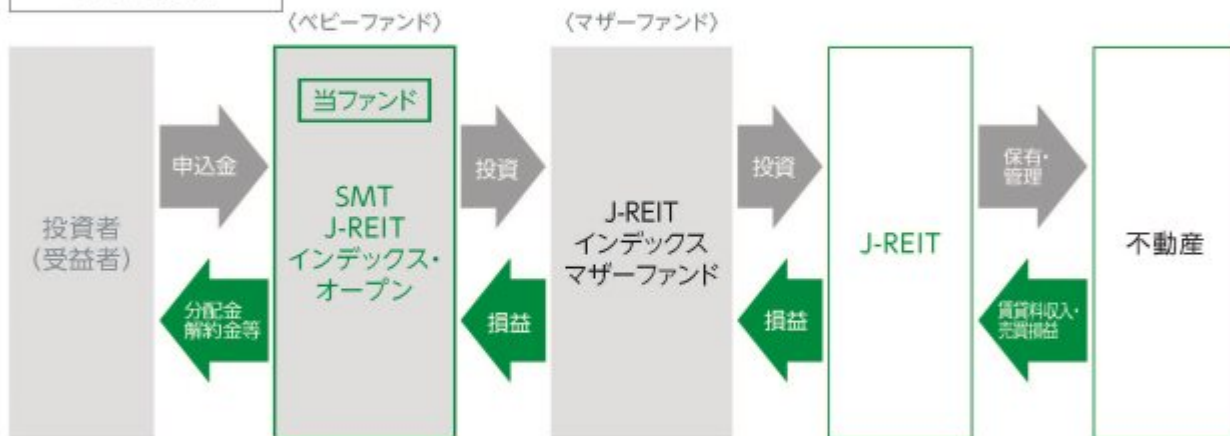 〈ベビーファンド〉
〈マザーファンド〉
投資者
(受益者)
申込金
分配金
解約金等
当ファンド
SMT
J-REIT
インデックス・
オープン
投資
損益
J-REIT
インデックス
マザーファンド
投資
損益
J-REIT
保有・
管理
賃貸料収入・
売買損益
不動産